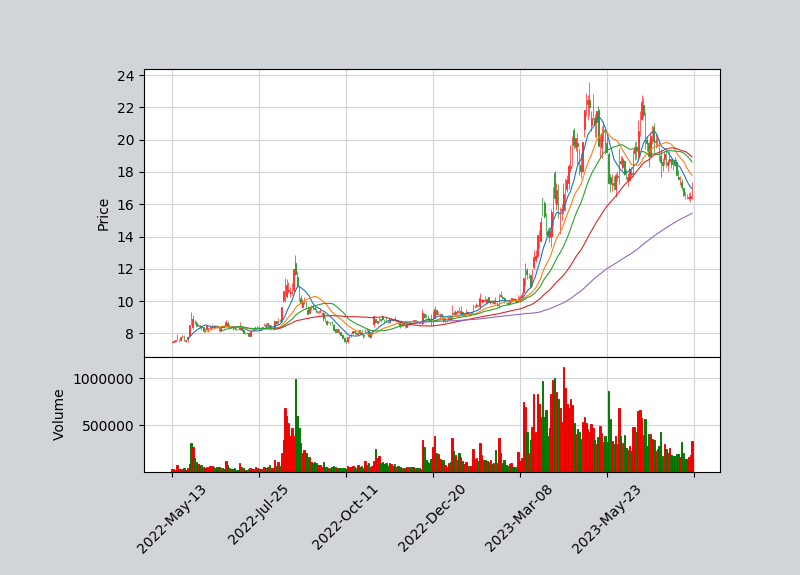 24
22
20
18
16
14
12
10
8
Price
1000000
500000
Volume
2022-May-13
2022-Jul-25
2022-Oct-11
2022-Dec-20
2023-Mar-08
2023-May-23